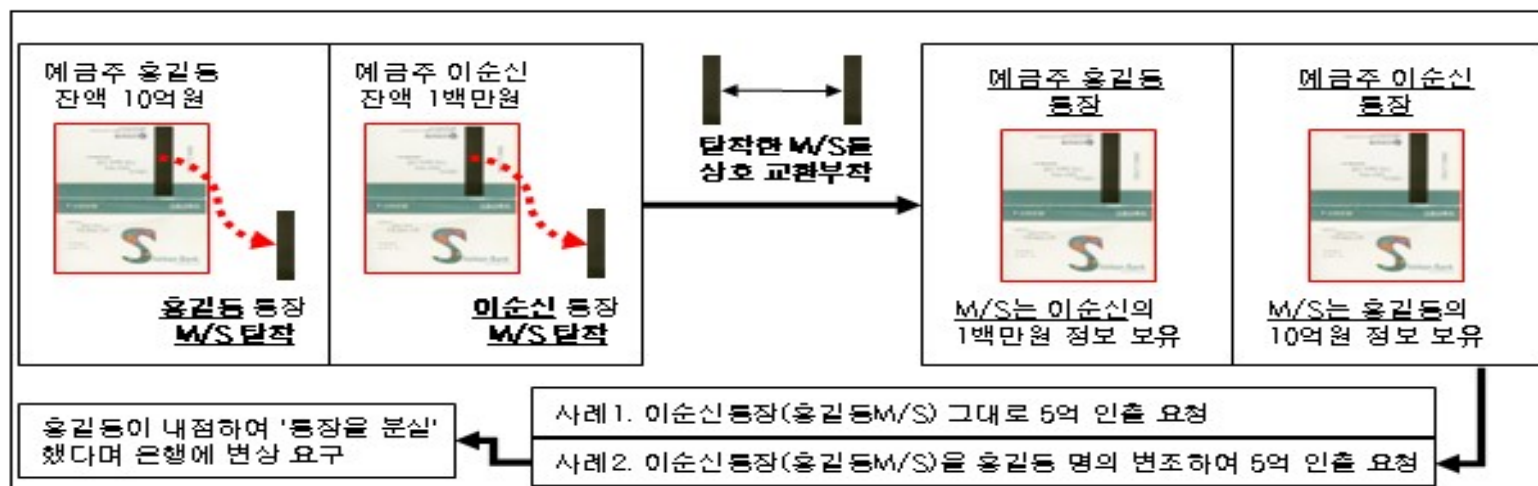 예금주 홍길동
잔액 10억원
홍길동 통장
M/S 탈착
예금주 이순신
잔액 1백만원
이순신 통장
M/S 탈착
탈착한 M/S를
상호 교환부착
예금주 홍길동
통장
M/S는 이순신의
1백만원 정보 보유
예금주 이순신
통장
M/S는 홍길동의
10억원 정보 보유
사례1. 이순신통장(홍길동M/S) 그대로 5억 인출 요청
사례2. 이순신통장(홍길동M/S)을 홍길동 명의 변조하여 5억 인출 요청
홍길동이 내점하여 '통장을 분실'
했다며 은행에 변상 요구